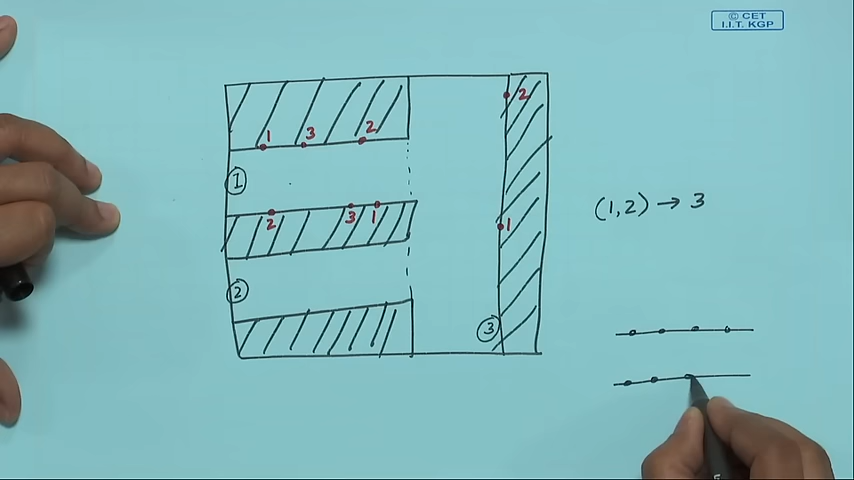 © CET
I.I.T. KGP
2
1 3 2
①
(1,2) → 3
2 3 1
1
②
③